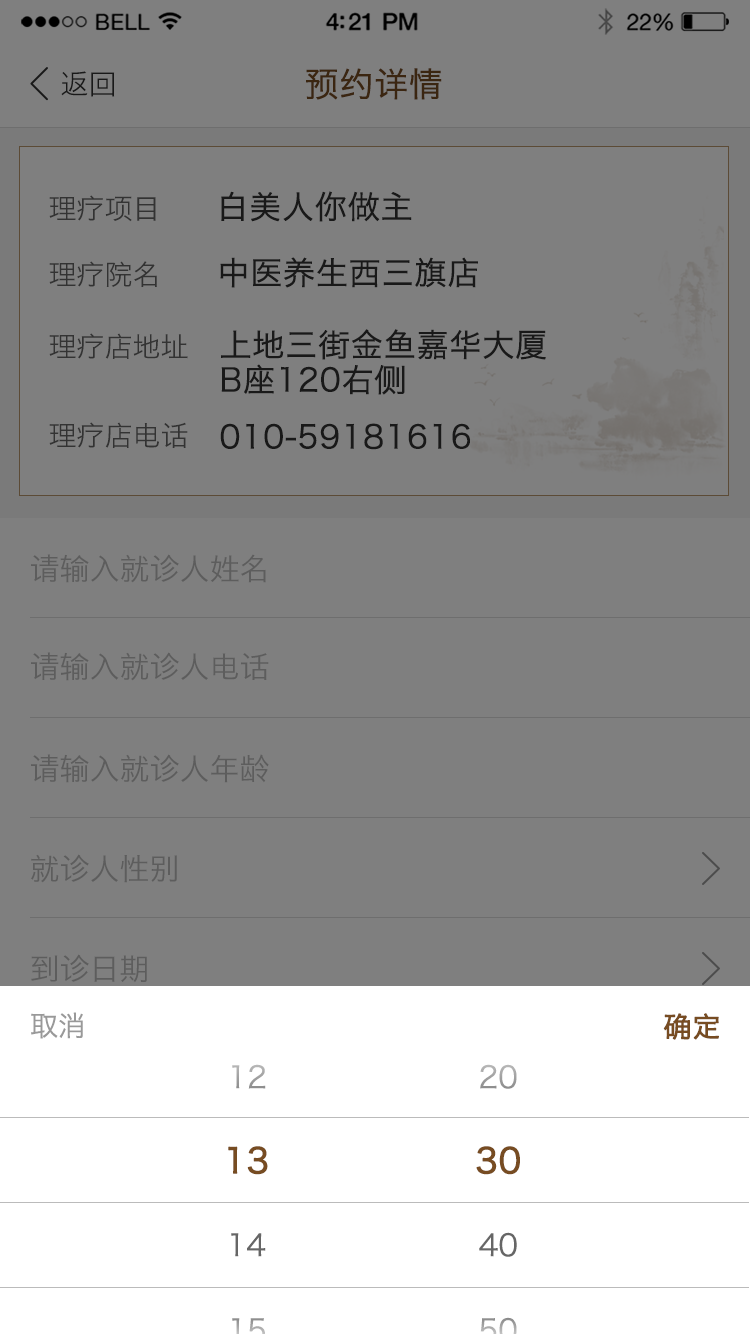 BELL 4:21 PM 22%
返回 预约详情
理疗项目 白美人你做主
理疗院名 中医养生西三旗店
理疗店地址 上地三街金鱼嘉华大厦
B座120右侧
理疗店电话 010-59181616
请输入就诊人姓名
请输入就诊人电话
请输入就诊人年龄
就诊人性别
到诊日期
取消 确定
12 20
13 30
14 40
15 50